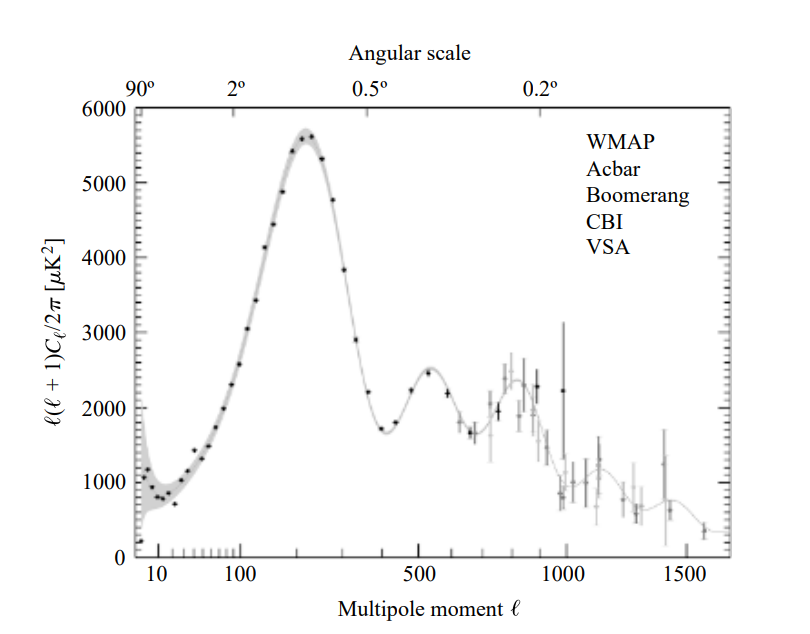 Angular scale
90º 2º 0.5º 0.2º
6000
5000
4000
3000
2000
1000
0
ℓ(ℓ + 1)Cℓ/2π [μK²]
WMAP
Acbar
Boomerang
CBI
VSA
10 100 500 1000 1500
Multipole moment ℓ